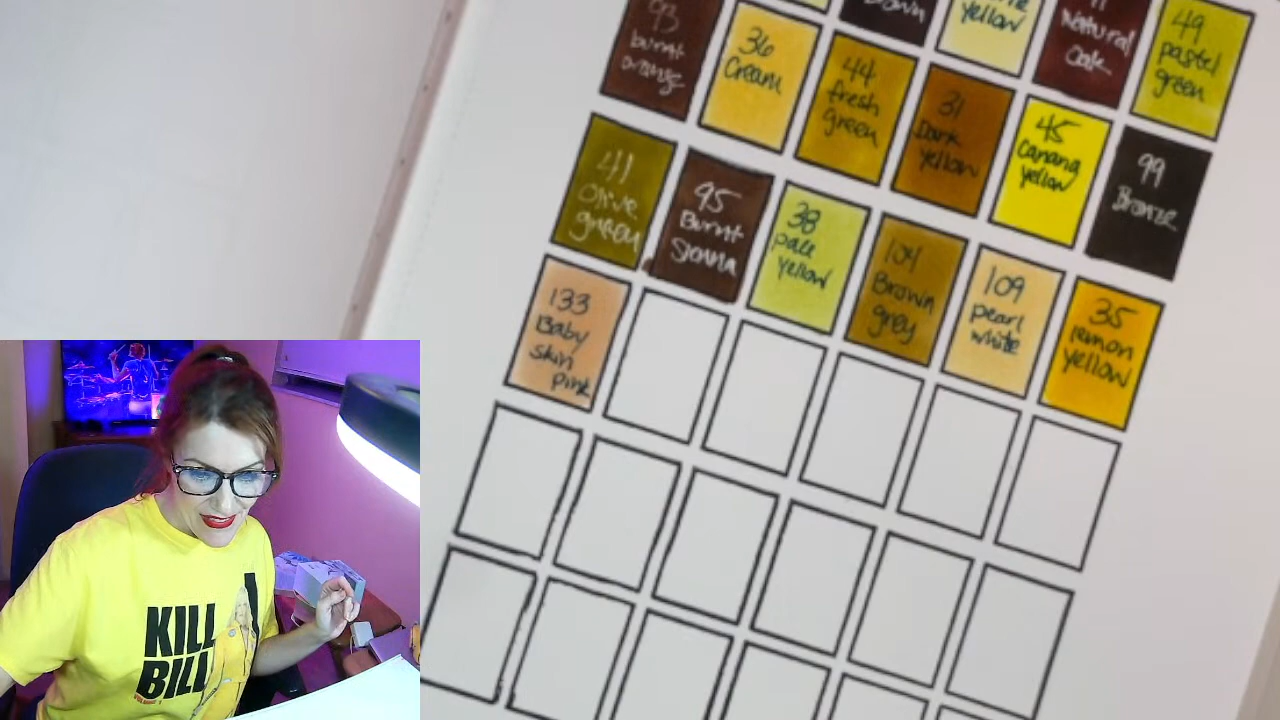 93
burnt
orange
36
Cream
44
fresh
green
31
Dark
yellow
yellow
45
Canana
yellow
Natural
Oak
49
pastel
green
41
Olive
green
95
Burnt
Sienna
38
pale
yellow
104
Brown
grey
109
pearl
white
99
Bronze
35
lemon
yellow
133
Baby
skin
pink
KILL
BILL